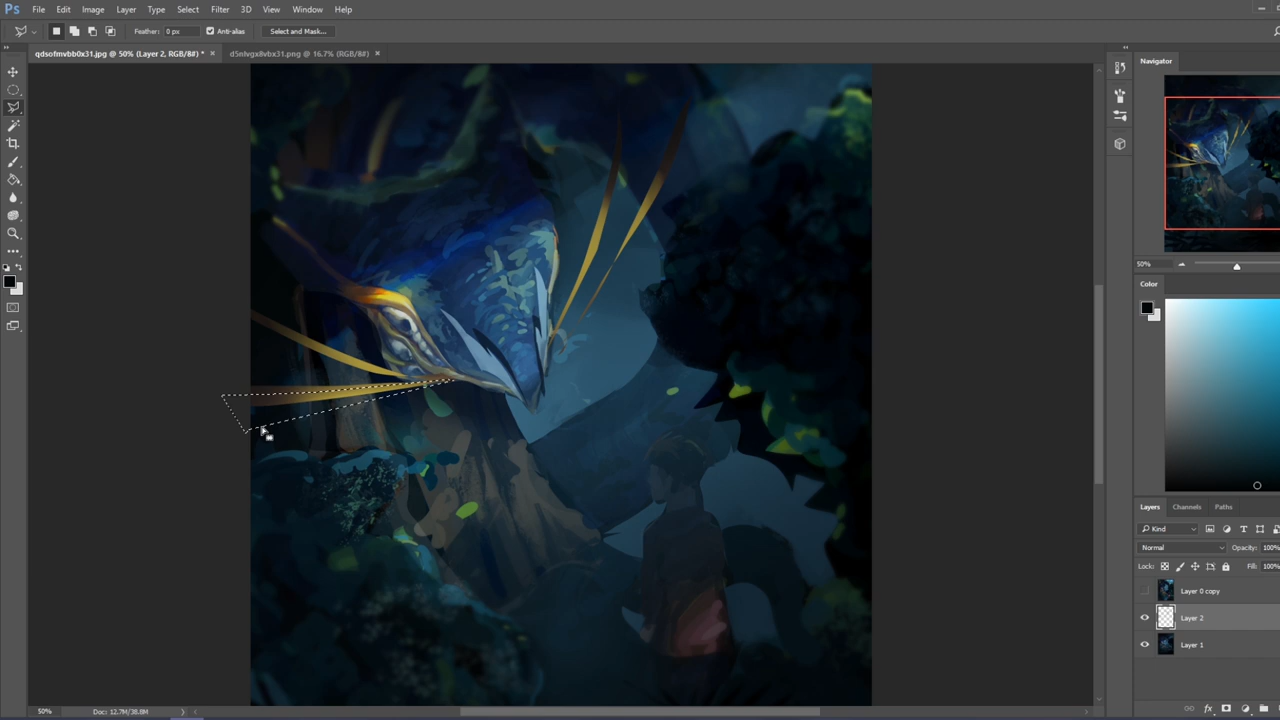 Ps File Edit Image Layer Type Select Filter 3D View Window Help
Feather: 0 px Anti-alias Select and Mask...
qdsofmvbb0x31.jpg @ 50% (Layer 2, RGB/8#) * × d5nlvgx8vbx31.png @ 16.7% (RGB/8#) ×
Navigator
50%
Color
Layers Channels Paths
Kind
Normal Opacity: 100%
Lock: Fill: 100%
Layer 0 copy
Layer 2
Layer 1
50% Doc: 12.7M/38.8M